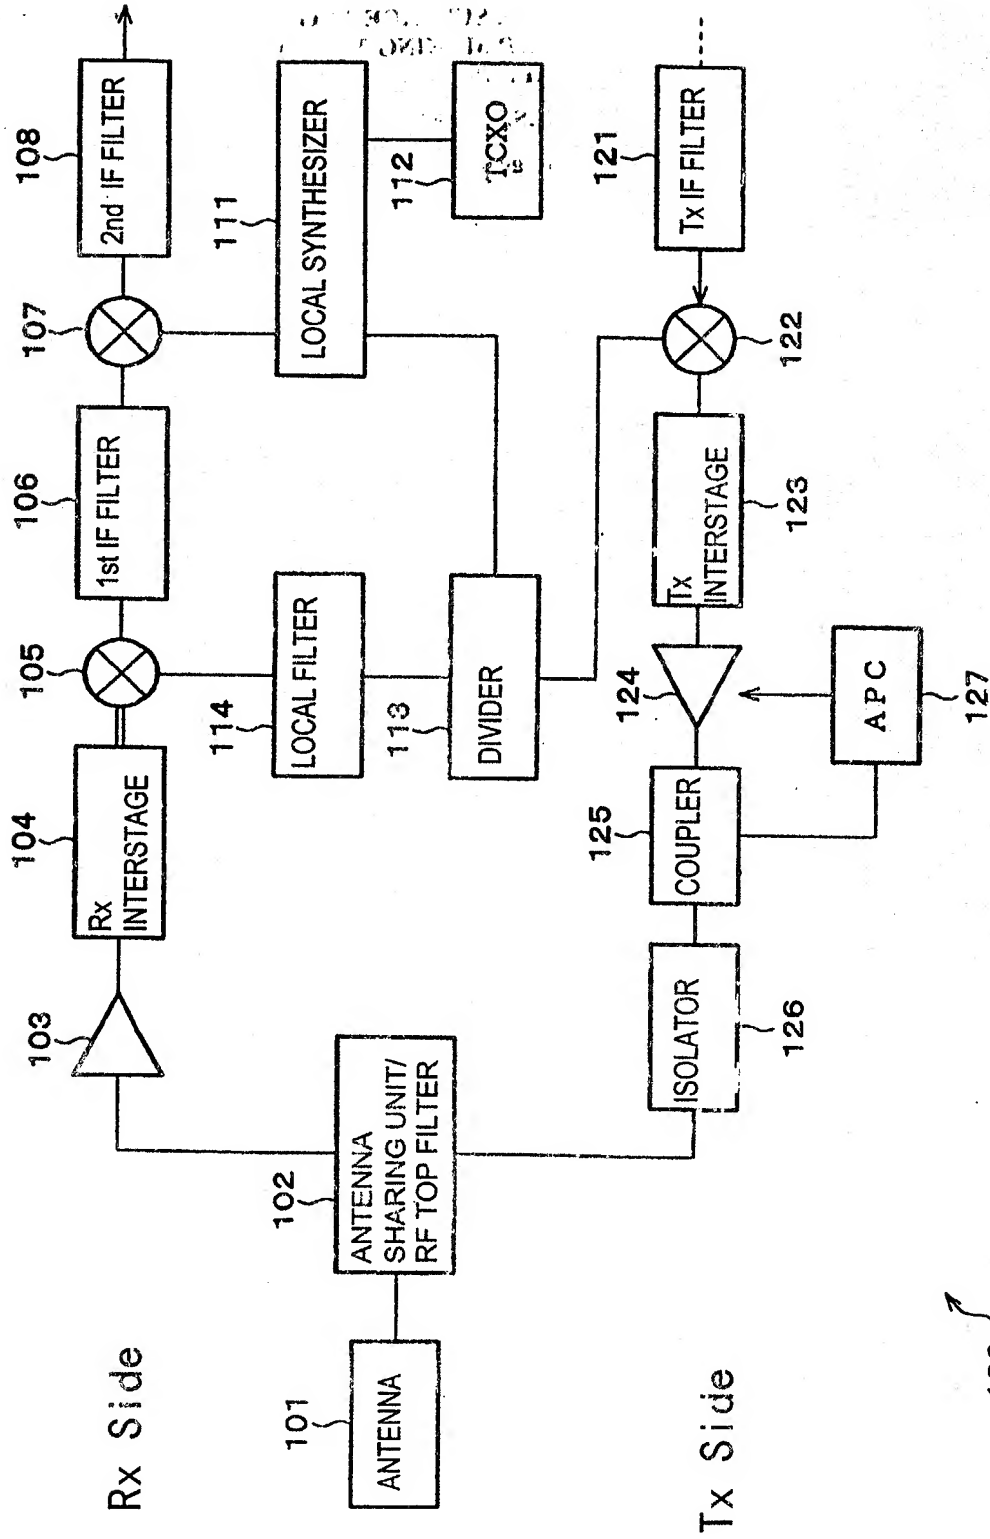 Rx Side
101
ANTENNA
102
ANTENNA
SHARING UNIT/
RF TOP FILTER
103
104
Rx
INTERSTAGE
105
106
1st IF FILTER
107
108
2nd IF FILTER
111
LOCAL SYNTHESIZER
112
TCXO
113
DIVIDER
114
LOCAL FILTER
Tx Side
121
Tx IF FILTER
122
123
Tx
INTERSTAGE
124
125
COUPLER
126
ISOLATOR
127
APC